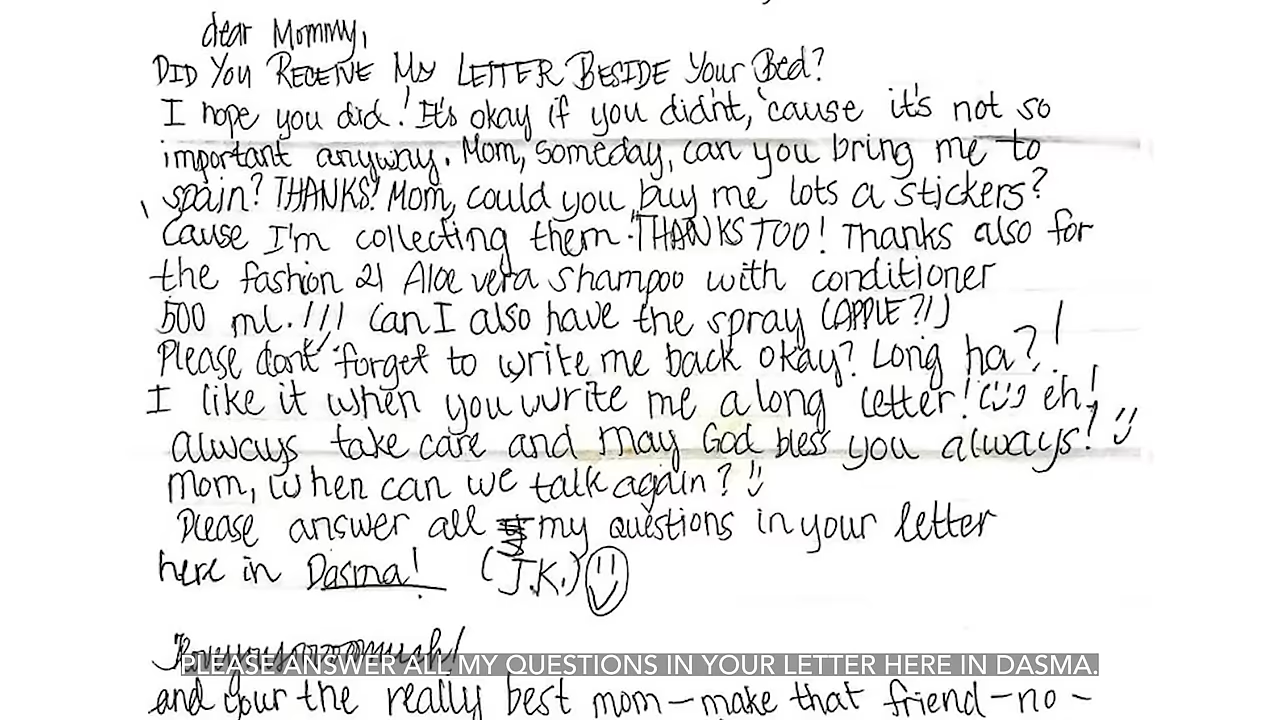 dear Mommy,
DID YOU RECEIVE My LETTER BESIDE Your Bed?
I hope you did! It's okay if you didn't, 'cause it's not so
important anyway. Mom, someday, can you bring me to
spain? THANKS! Mom, could you buy me lots a stickers?
'Cause I'm collecting them. THANKS TOO! Thanks also for
the fashion 21 Aloe vera shampoo with conditioner
500 ml.!!! Can I also have the spray (APPLE?!)
Please don't forget to write me back okay? Long ha?!
I like it when you write me a long letter! eh!
always take care and may God bless you always!
Mom, when can we talk again?
Please answer all my questions in your letter
here in Dasma! (J.K.)
PLEASE ANSWER ALL MY QUESTIONS IN YOUR LETTER HERE IN DASMA.
and your the really best mom—make that friend—no—